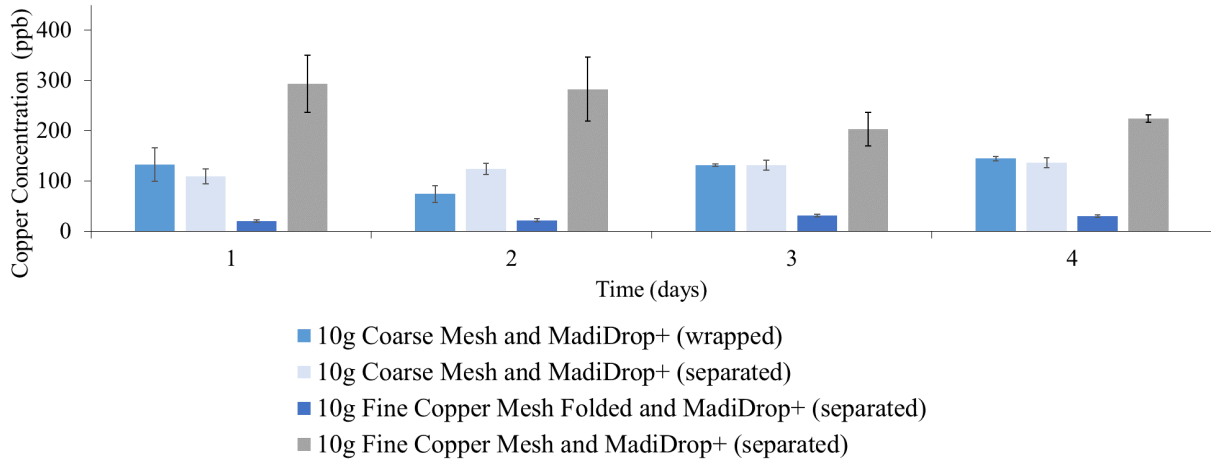 Copper Concentration (ppb)
400
300
200
100
0
1 2 3 4
Time (days)
10g Coarse Mesh and MadiDrop+ (wrapped)
10g Coarse Mesh and MadiDrop+ (separated)
10g Fine Copper Mesh Folded and MadiDrop+ (separated)
10g Fine Copper Mesh and MadiDrop+ (separated)